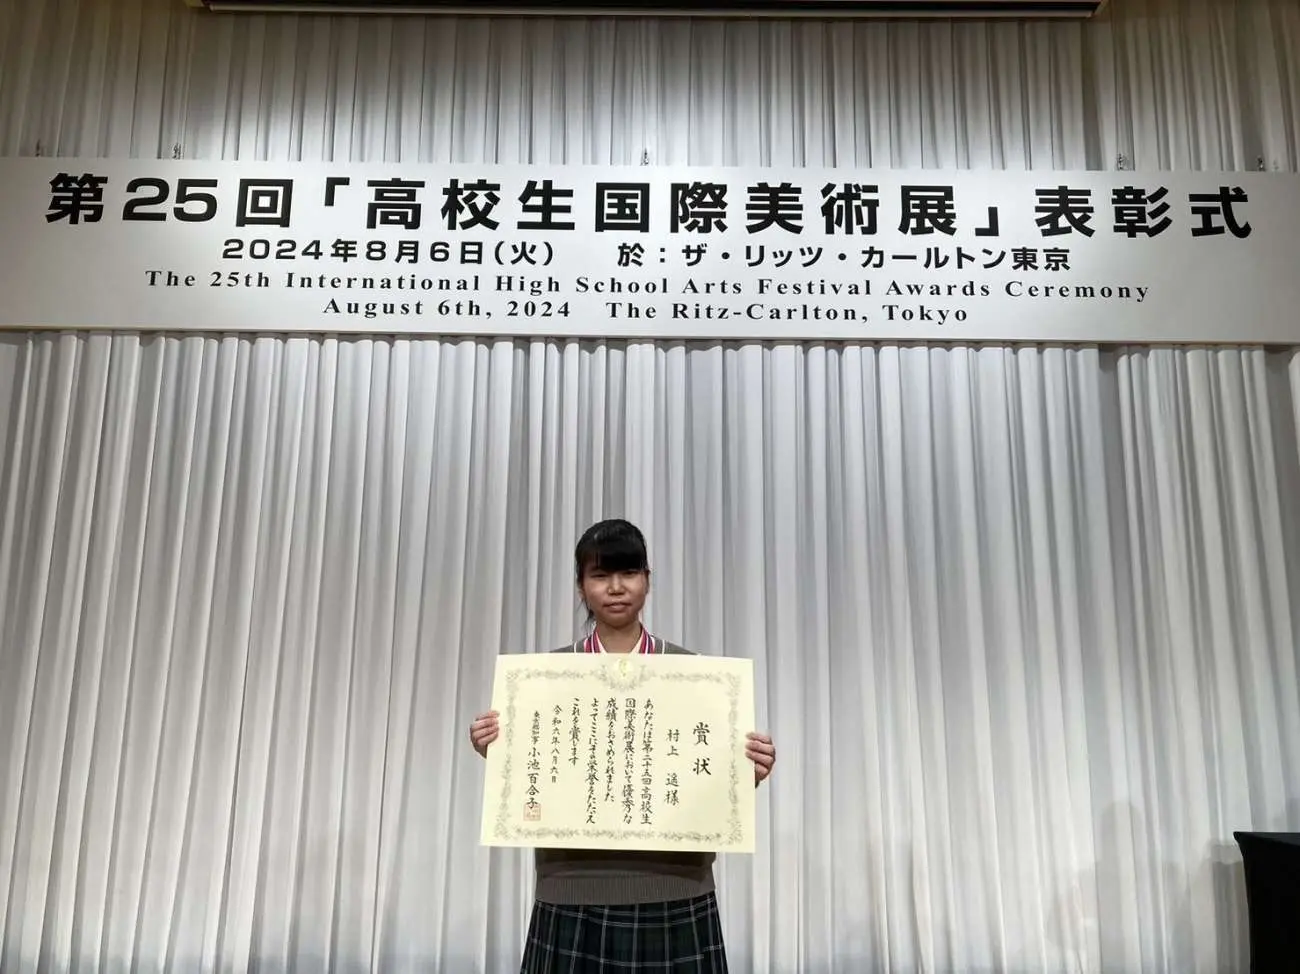 第25回「高校生国際美術展」表彰式
2024年8月6日(火)　於：ザ・リッツ・カールトン東京
The 25th International High School Arts Festival Awards Ceremony
August 6th, 2024 The Ritz-Carlton, Tokyo
賞状
村上 遥様
あなたは第二十五回高校生
国際美術展において優秀な
成績をおさめられました
よってここにその栄誉をたたえ
これを賞します
令和六年八月六日
東京都知事 小池百合子